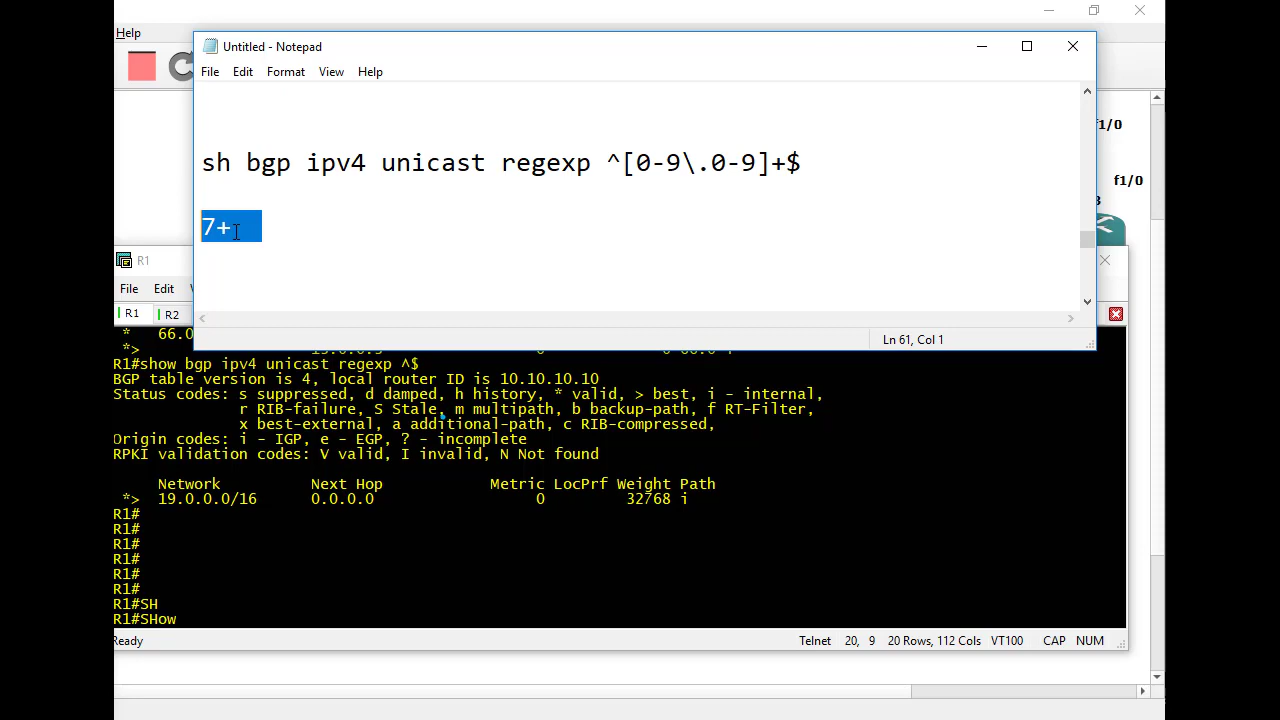 Help
Untitled - Notepad
File Edit Format View Help
f1/0
sh bgp ipv4 unicast regexp ^[0-9\.0-9]+$
f1/0
3
7+
R1
File Edit
R1 R2
Ln 61, Col 1
* 66.0
*>
R1#show bgp ipv4 unicast regexp ^$
BGP table version is 4, local router ID is 10.10.10.10
Status codes: s suppressed, d damped, h history, * valid, > best, i - internal,
r RIB-failure, S Stale, m multipath, b backup-path, f RT-Filter,
x best-external, a additional-path, c RIB-compressed,
Origin codes: i - IGP, e - EGP, ? - incomplete
RPKI validation codes: V valid, I invalid, N Not found
Network Next Hop Metric LocPrf Weight Path
*> 19.0.0.0/16 0.0.0.0 0 32768 i
R1#
R1#
R1#
R1#
R1#
R1#
R1#SH
R1#SHow
Ready Telnet 20, 9 20 Rows, 112 Cols VT100 CAP NUM